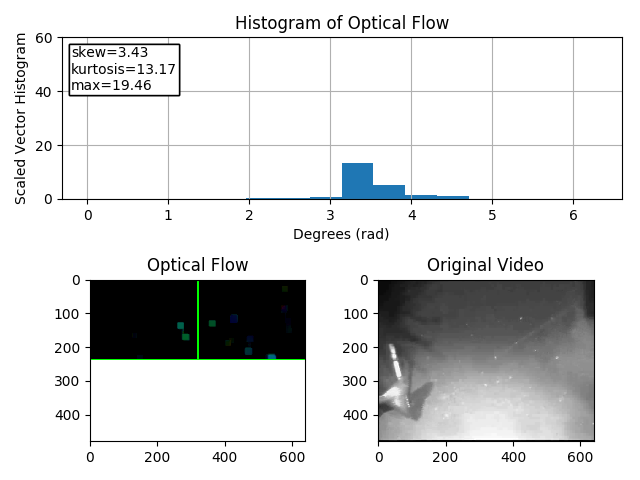 Histogram of Optical Flow
60
40
20
0
Scaled Vector Histogram
skew=3.43
kurtosis=13.17
max=19.46
0 1 2 3 4 5 6
Degrees (rad)
Optical Flow
0
100
200
300
400
0 200 400 600
Original Video
0
100
200
300
400
0 200 400 600